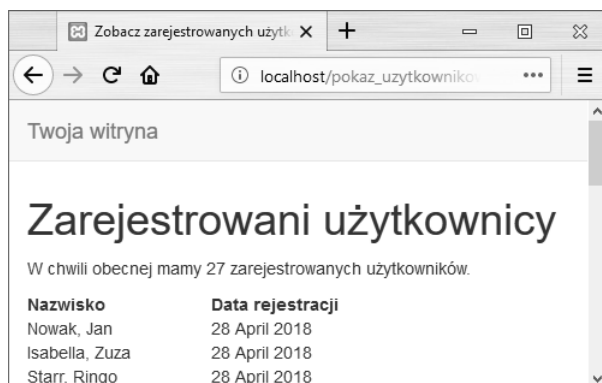 Zobacz zarejestrowanych użytk
localhost/pokaz_uzytkowniko
Twoja witryna
Zarejestrowani użytkownicy
W chwili obecnej mamy 27 zarejestrowanych użytkowników.
Nazwisko Data rejestracji
Nowak, Jan 28 April 2018
Isabella, Zuza 28 April 2018
Starr, Ringo 28 April 2018